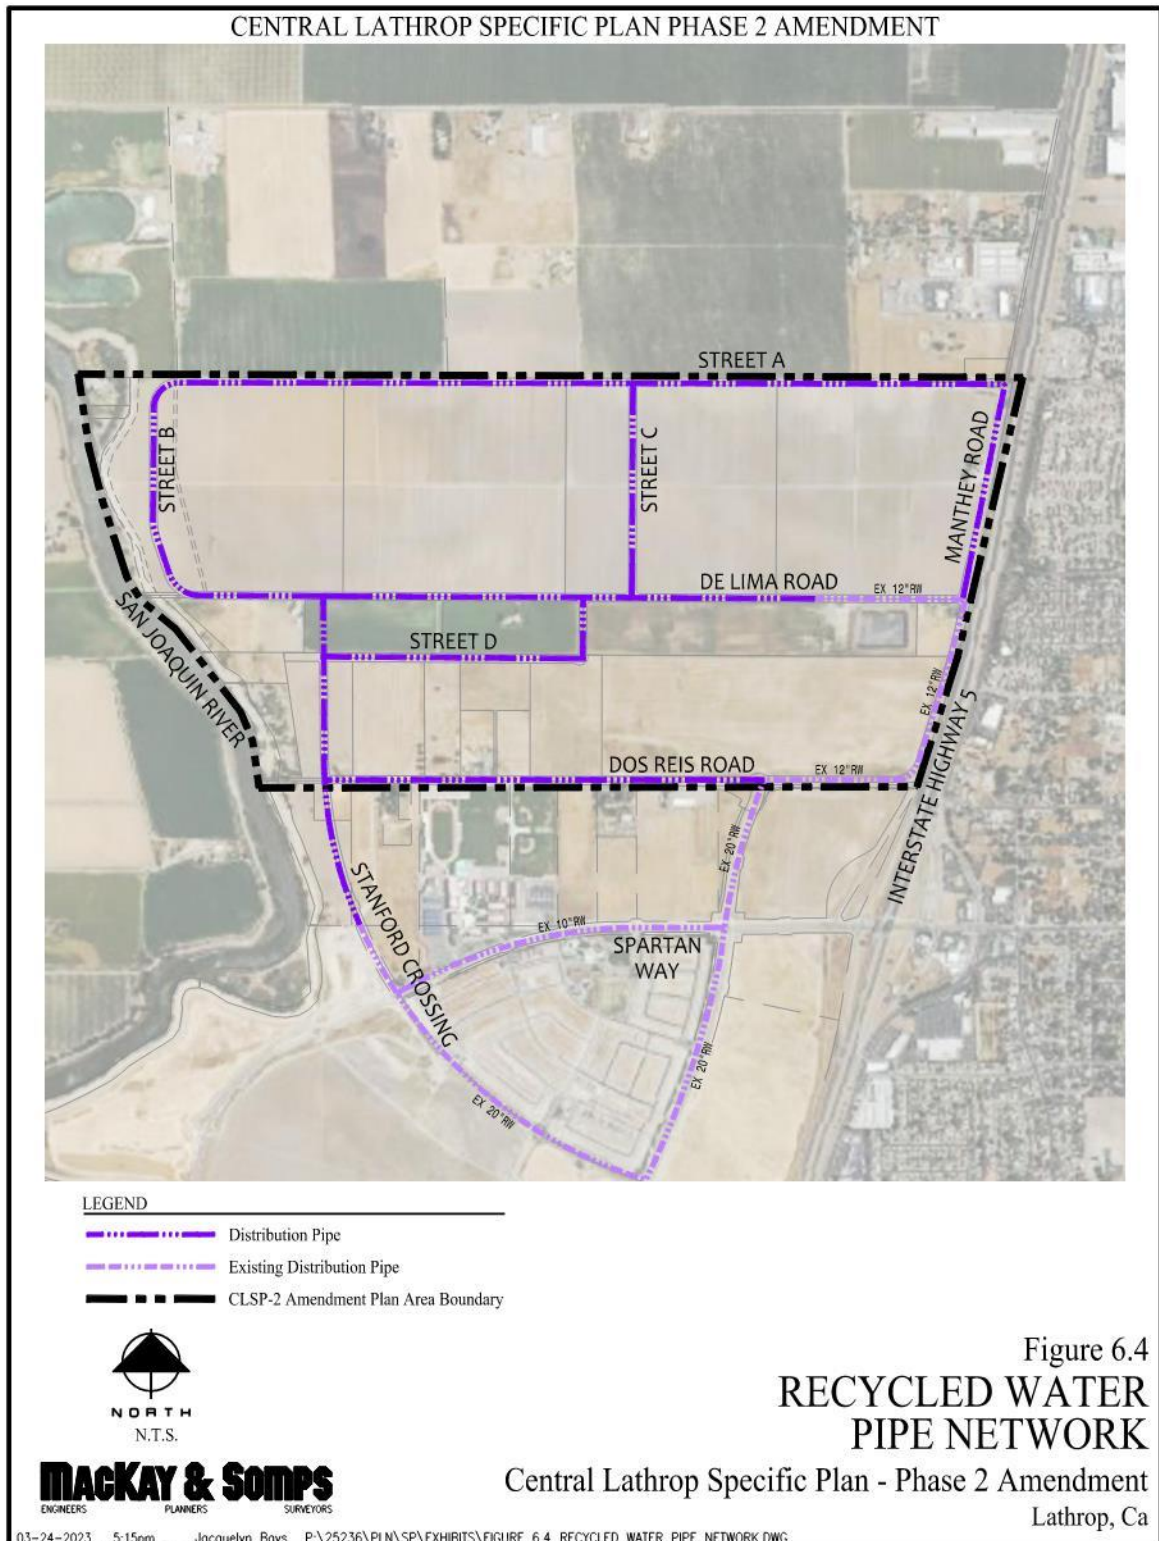 CENTRAL LATHROP SPECIFIC PLAN PHASE 2 AMENDMENT
STREET A
STREET B
STREET C
MANTHEY ROAD
DE LIMA ROAD
EX 12"RW
STREET D
SAN JOAQUIN RIVER
EX 12"RW
DOS REIS ROAD
EX 12"RW
INTERSTATE HIGHWAY 5
EX 20"RW
STANFORD CROSSING
EX 10"RW
SPARTAN
WAY
EX 20"RW
EX 20"RW
LEGEND
Distribution Pipe
Existing Distribution Pipe
CLSP-2 Amendment Plan Area Boundary
NORTH
N.T.S.
Figure 6.4
RECYCLED WATER
PIPE NETWORK
Central Lathrop Specific Plan - Phase 2 Amendment
Lathrop, Ca
MACKAY & SOMPS
ENGINEERS PLANNERS SURVEYORS
03-24-2023 5:15pm Jacquelyn Bays P:\25236\PLN\SP\EXHIBITS\FIGURE 6.4 RECYCLED WATER PIPE NETWORK.DWG